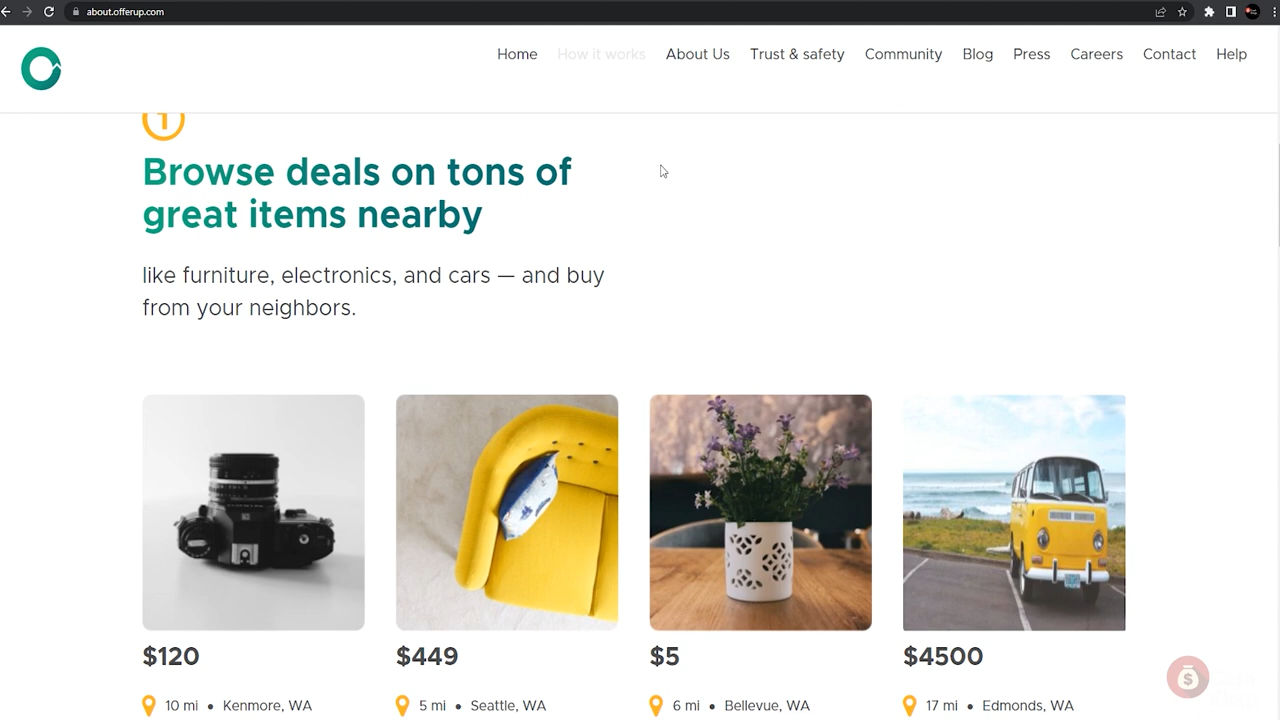 about.offerup.com
Home How it works About Us Trust & safety Community Blog Press Careers Contact Help
1
Browse deals on tons of
great items nearby
like furniture, electronics, and cars — and buy
from your neighbors.
$120 $449 $5 $4500
10 mi • Kenmore, WA 5 mi • Seattle, WA 6 mi • Bellevue, WA 17 mi • Edmonds, WA